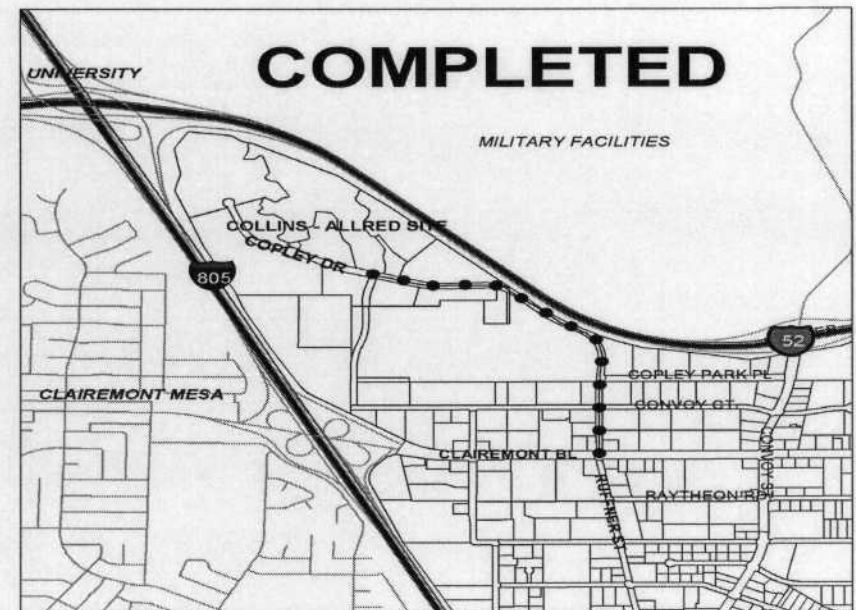 COMPLETED
UNIVERSITY
MILITARY FACILITIES
COLLINS - ALLRED SITE
COPLEY DR
805
52
COPLEY PARK PL
CLAIREMONT MESA
CONVOY CT
CLAIREMONT BL
CONVOY ST
RAYTHEON RD
RUFFNER ST